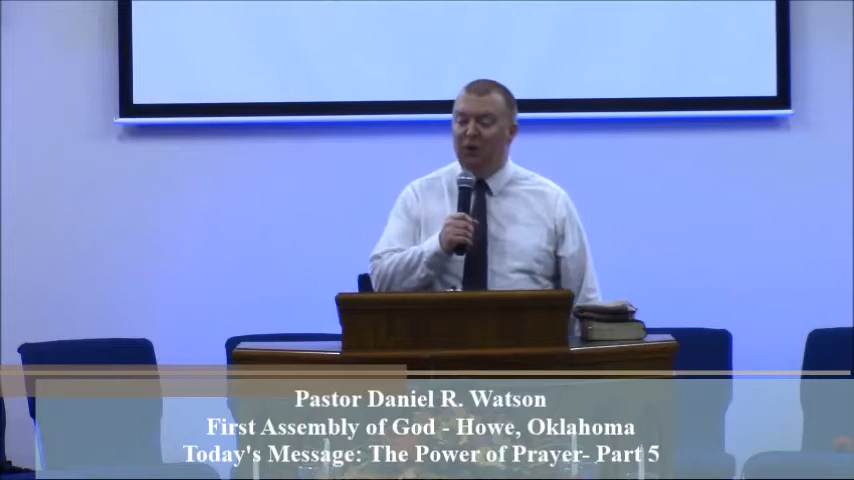 Pastor Daniel R. Watson
First Assembly of God - Howe, Oklahoma
Today's Message: The Power of Prayer- Part 5